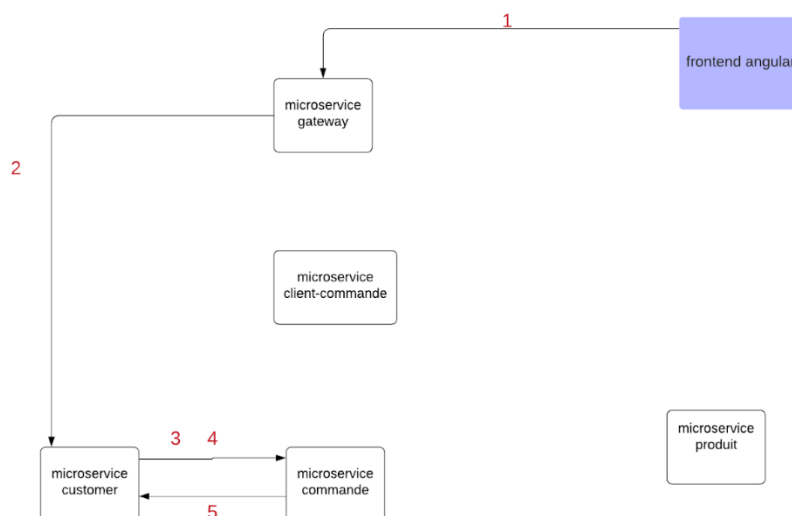 1
frontend angular
microservice
gateway
2
microservice
client-commande
microservice
produit
3
4
microservice
customer
microservice
commande
5